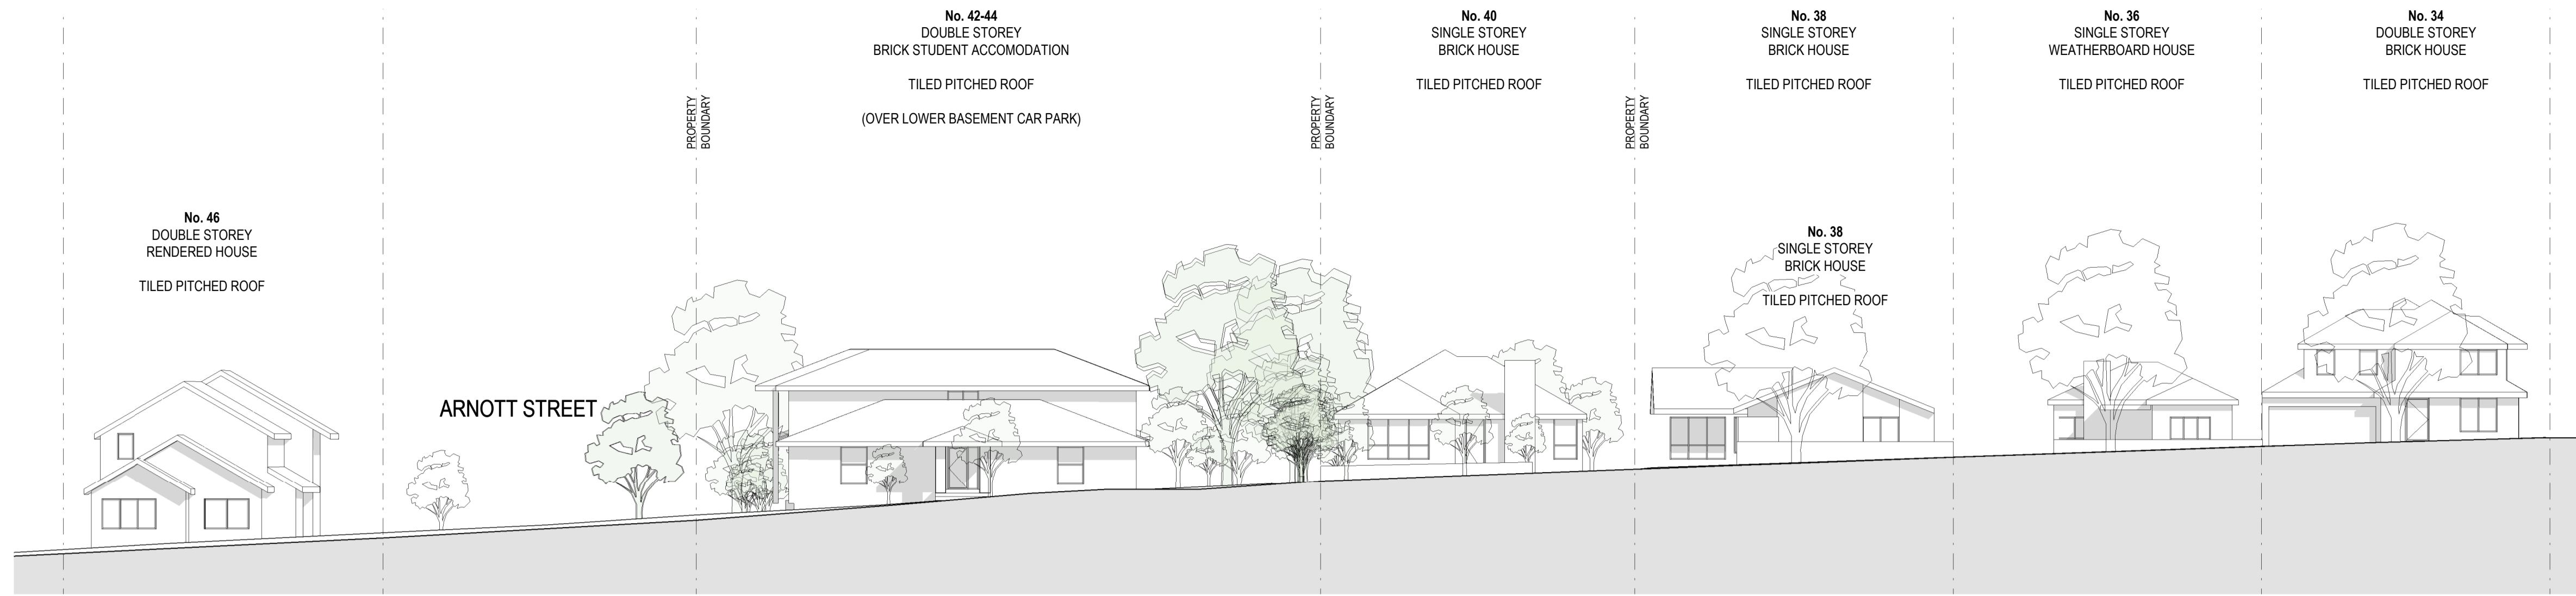 No. 42-44
DOUBLE STOREY
BRICK STUDENT ACCOMODATION
TILED PITCHED ROOF
(OVER LOWER BASEMENT CAR PARK)
No. 40
SINGLE STOREY
BRICK HOUSE
TILED PITCHED ROOF
No. 38
SINGLE STOREY
BRICK HOUSE
TILED PITCHED ROOF
No. 36
SINGLE STOREY
WEATHERBOARD HOUSE
TILED PITCHED ROOF
No. 34
DOUBLE STOREY
BRICK HOUSE
TILED PITCHED ROOF
PROPERTY
BOUNDARY
PROPERTY
BOUNDARY
PROPERTY
BOUNDARY
No. 46
DOUBLE STOREY
RENDERED HOUSE
TILED PITCHED ROOF
No. 38
SINGLE STOREY
BRICK HOUSE
TILED PITCHED ROOF
ARNOTT STREET